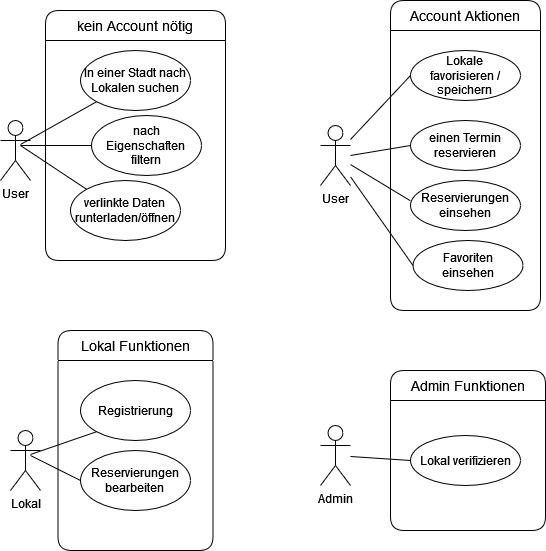 kein Account nötig
In einer Stadt nach
Lokalen suchen
nach
Eigenschaften
filtern
verlinkte Daten
runterladen/öffnen
User
Account Aktionen
Lokale
favorisieren /
speichern
einen Termin
reservieren
Reservierungen
einsehen
Favoriten
einsehen
User
Lokal Funktionen
Registrierung
Reservierungen
bearbeiten
Lokal
Admin Funktionen
Lokal verifizieren
Admin